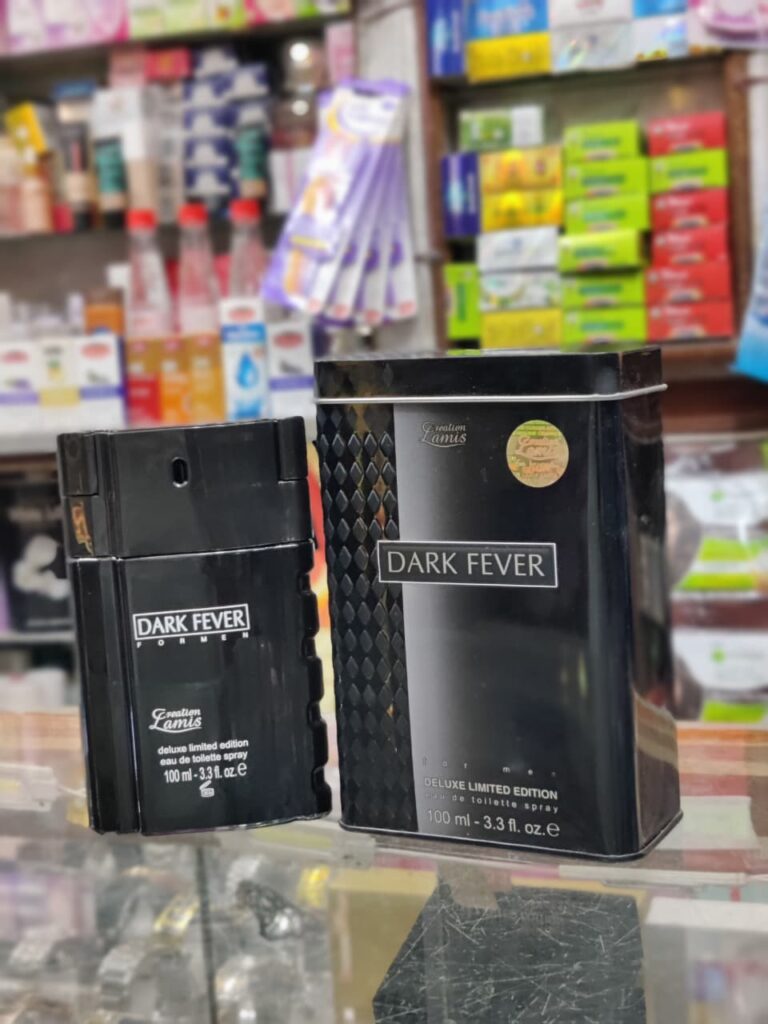 DARK FEVER
FOR MEN
Creation
Lamis
deluxe limited edition
eau de toilette spray
100 ml - 3.3 fl. oz. e
Creation
Lamis
DARK FEVER
for men
DELUXE LIMITED EDITION
eau de toilette spray
100 ml - 3.3 fl. oz. e